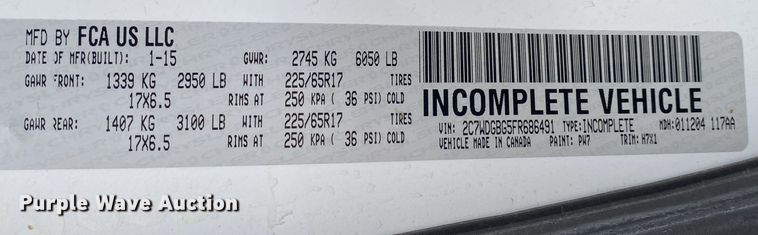 MFD BY FCA US LLC
DATE OF MFR(BUILT): 1-15 GVWR: 2745 KG 6050 LB
GAWR FRONT: 1339 KG 2950 LB WITH 225/65R17 TIRES
17X6.5 RIMS AT 250 KPA ( 36 PSI) COLD
GAWR REAR: 1407 KG 3100 LB WITH 225/65R17 TIRES
17X6.5 RIMS AT 250 KPA ( 36 PSI) COLD
INCOMPLETE VEHICLE
VIN: 2C7WDGBG5FR686491 TYPE: INCOMPLETE MDH: 011204 117AA
VEHICLE MADE IN CANADA PAINT: PW7 TRIM: H7X1
Purple Wave Auction